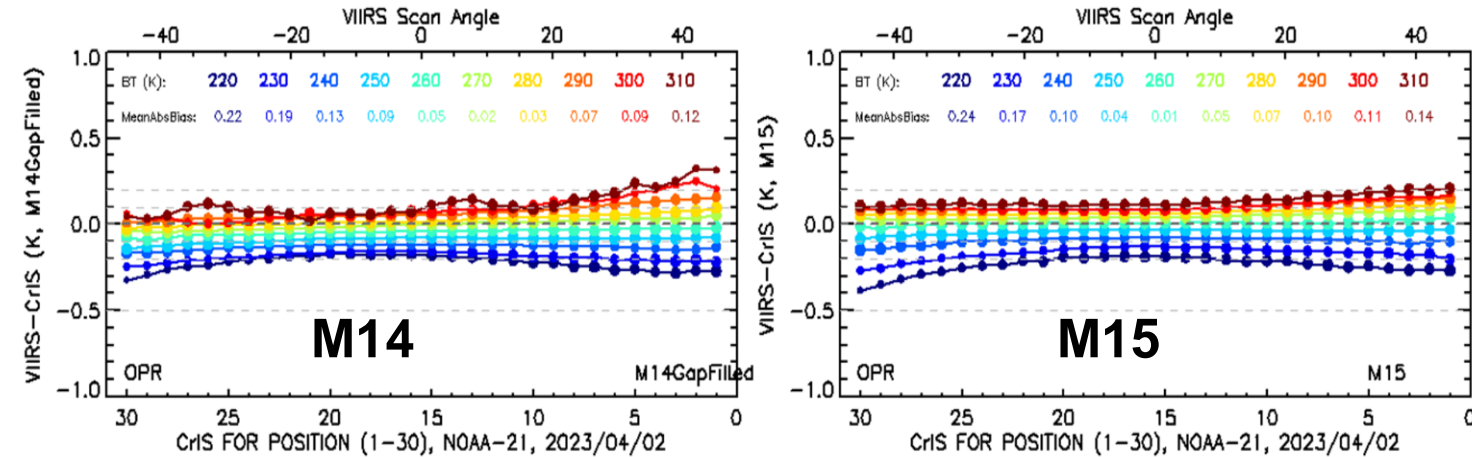 VIIRS Scan Angle
-40 -20 0 20 40
VIIRS-CrIS (K, M14GapFilled)
1.0
0.5
0.0
-0.5
-1.0
BT (K): 220 230 240 250 260 270 280 290 300 310
MeanAbsBias: 0.22 0.19 0.13 0.09 0.05 0.02 0.03 0.07 0.09 0.12
M14
OPR M14GapFilled
30 25 20 15 10 5 0
CrIS FOR POSITION (1-30), NOAA-21, 2023/04/02
VIIRS Scan Angle
-40 -20 0 20 40
VIIRS-CrIS (K, M15)
1.0
0.5
0.0
-0.5
-1.0
BT (K): 220 230 240 250 260 270 280 290 300 310
MeanAbsBias: 0.24 0.17 0.10 0.04 0.01 0.05 0.07 0.10 0.11 0.14
M15
OPR M15
30 25 20 15 10 5 0
CrIS FOR POSITION (1-30), NOAA-21, 2023/04/02